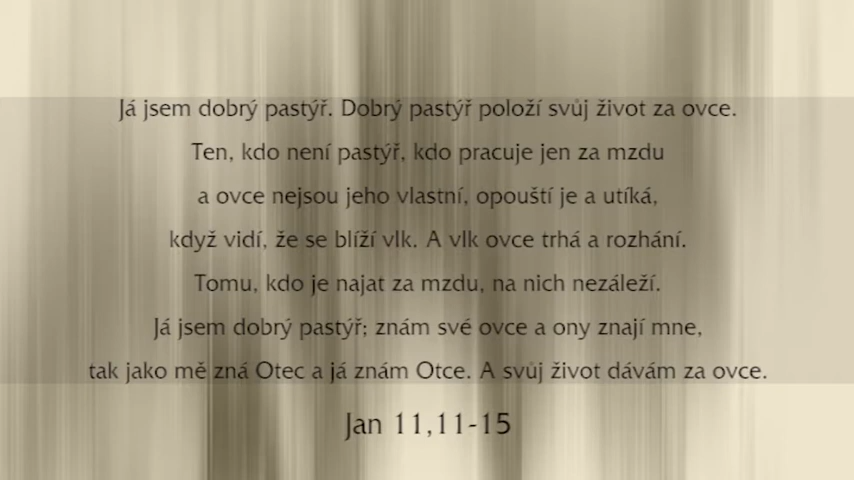 Já jsem dobrý pastýř. Dobrý pastýř položí svůj život za ovce.
Ten, kdo není pastýř, kdo pracuje jen za mzdu
a ovce nejsou jeho vlastní, opouští je a utíká,
když vidí, že se blíží vlk. A vlk ovce trhá a rozhání.
Tomu, kdo je najat za mzdu, na nich nezáleží.
Já jsem dobrý pastýř; znám své ovce a ony znají mne,
tak jako mě zná Otec a já znám Otce. A svůj život dávám za ovce.
Jan 11,11-15